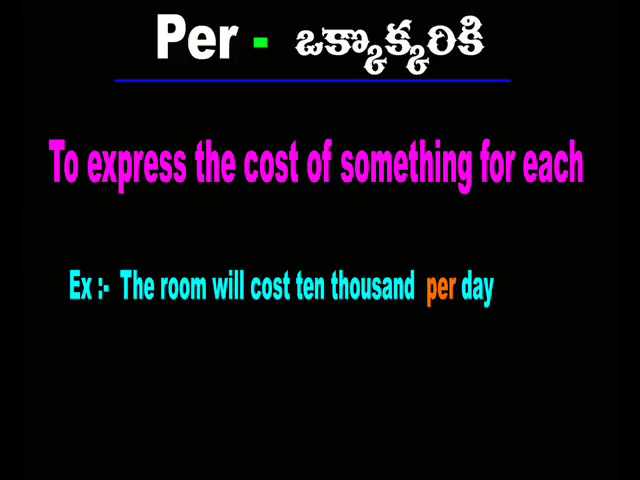 Per - ఒక్కొక్కరికి
To express the cost of something for each
Ex :- The room will cost ten thousand per day